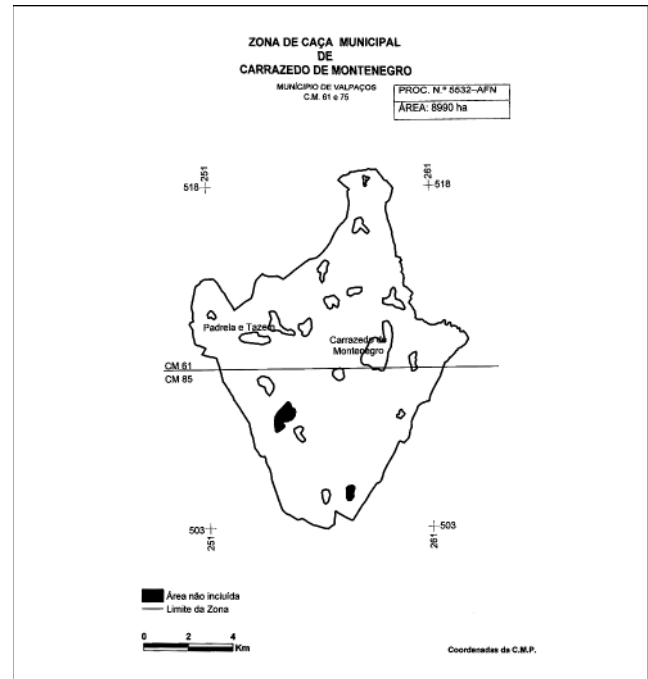 ZONA DE CAÇA MUNICIPAL
DE
CARRAZEDO DE MONTENEGRO
MUNICÍPIO DE VALPAÇOS
C.M. 61 e 75
PROC. N.º 5532-AFN
ÁREA: 8990 ha
251
518
261
518
Padrela e Tazem
Carrazedo de
Montenegro
CM 61
CM 85
503
251
503
261
Área não incluída
Limite da Zona
0 2 4
Km
Coordenadas da C.M.P.